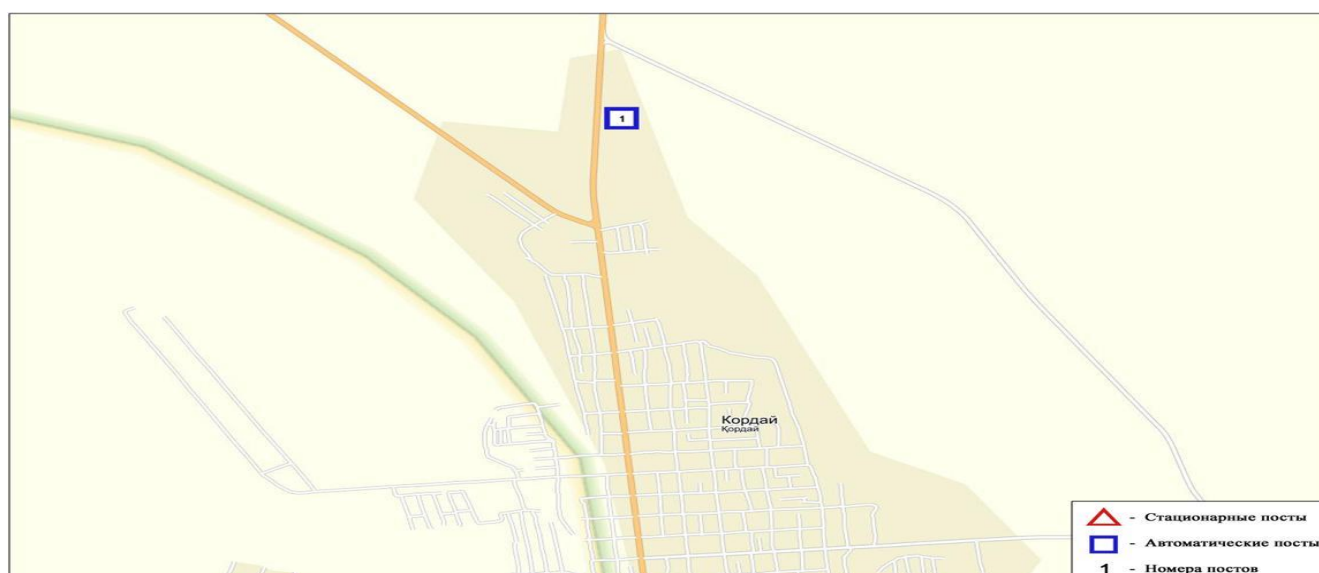 1
Кордай
Қордай
- Стационарные посты
- Автоматические посты
1 - Номера постов